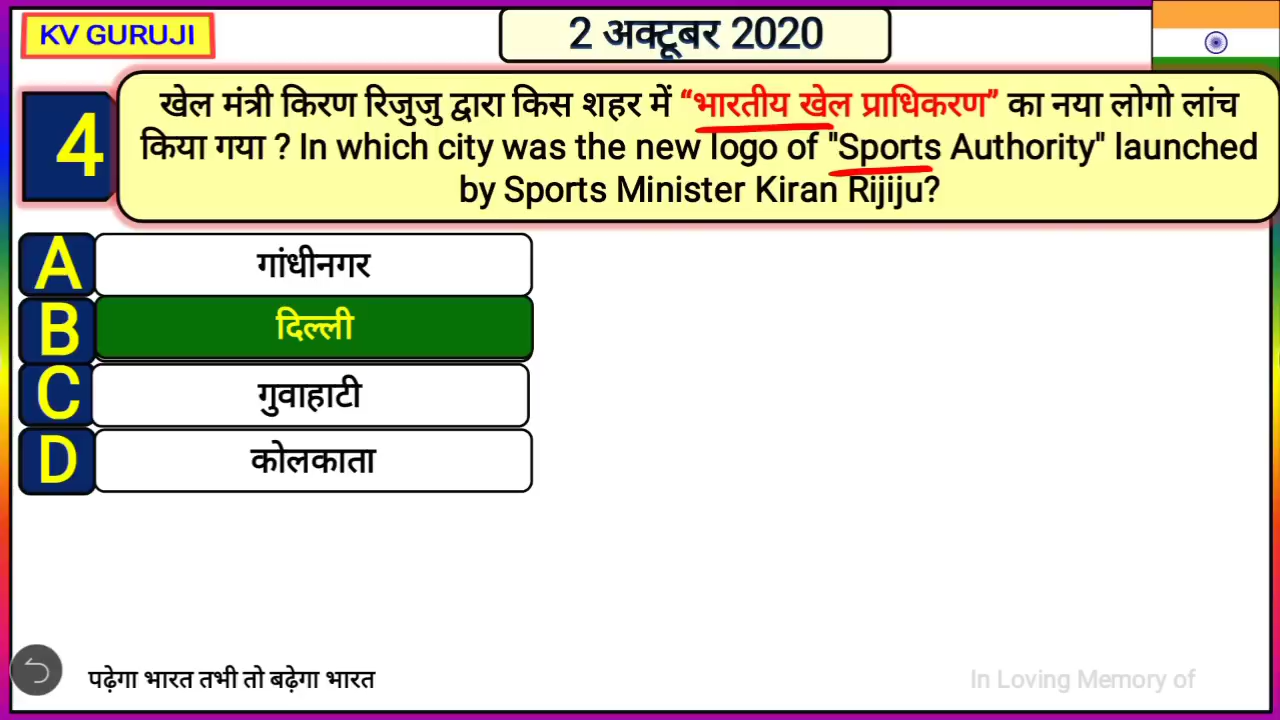 KV GURUJI
2 अक्टूबर 2020
4
खेल मंत्री किरण रिजुजु द्वारा किस शहर में “भारतीय खेल प्राधिकरण” का नया लोगो लांच
किया गया ? In which city was the new logo of "Sports Authority" launched
by Sports Minister Kiran Rijiju?
A गांधीनगर
B दिल्ली
C गुवाहाटी
D कोलकाता
पढ़ेगा भारत तभी तो बढ़ेगा भारत
In Loving Memory of